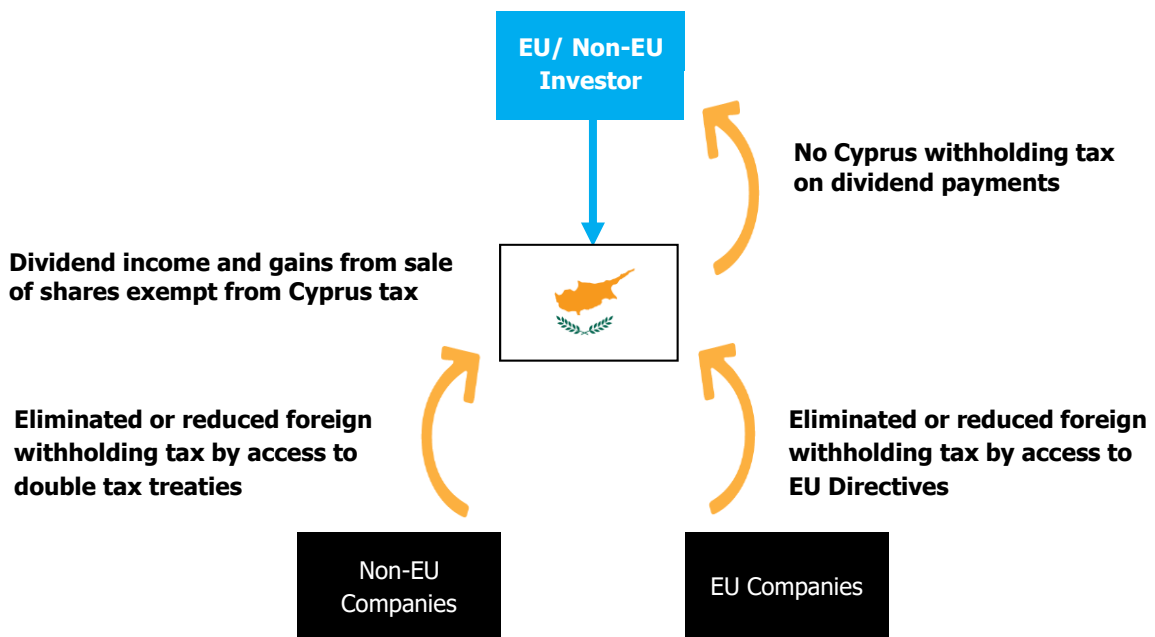 EU/ Non-EU
Investor
No Cyprus withholding tax
on dividend payments
Dividend income and gains from sale
of shares exempt from Cyprus tax
Eliminated or reduced foreign
withholding tax by access to
double tax treaties
Eliminated or reduced foreign
withholding tax by access to
EU Directives
Non-EU
Companies
EU Companies